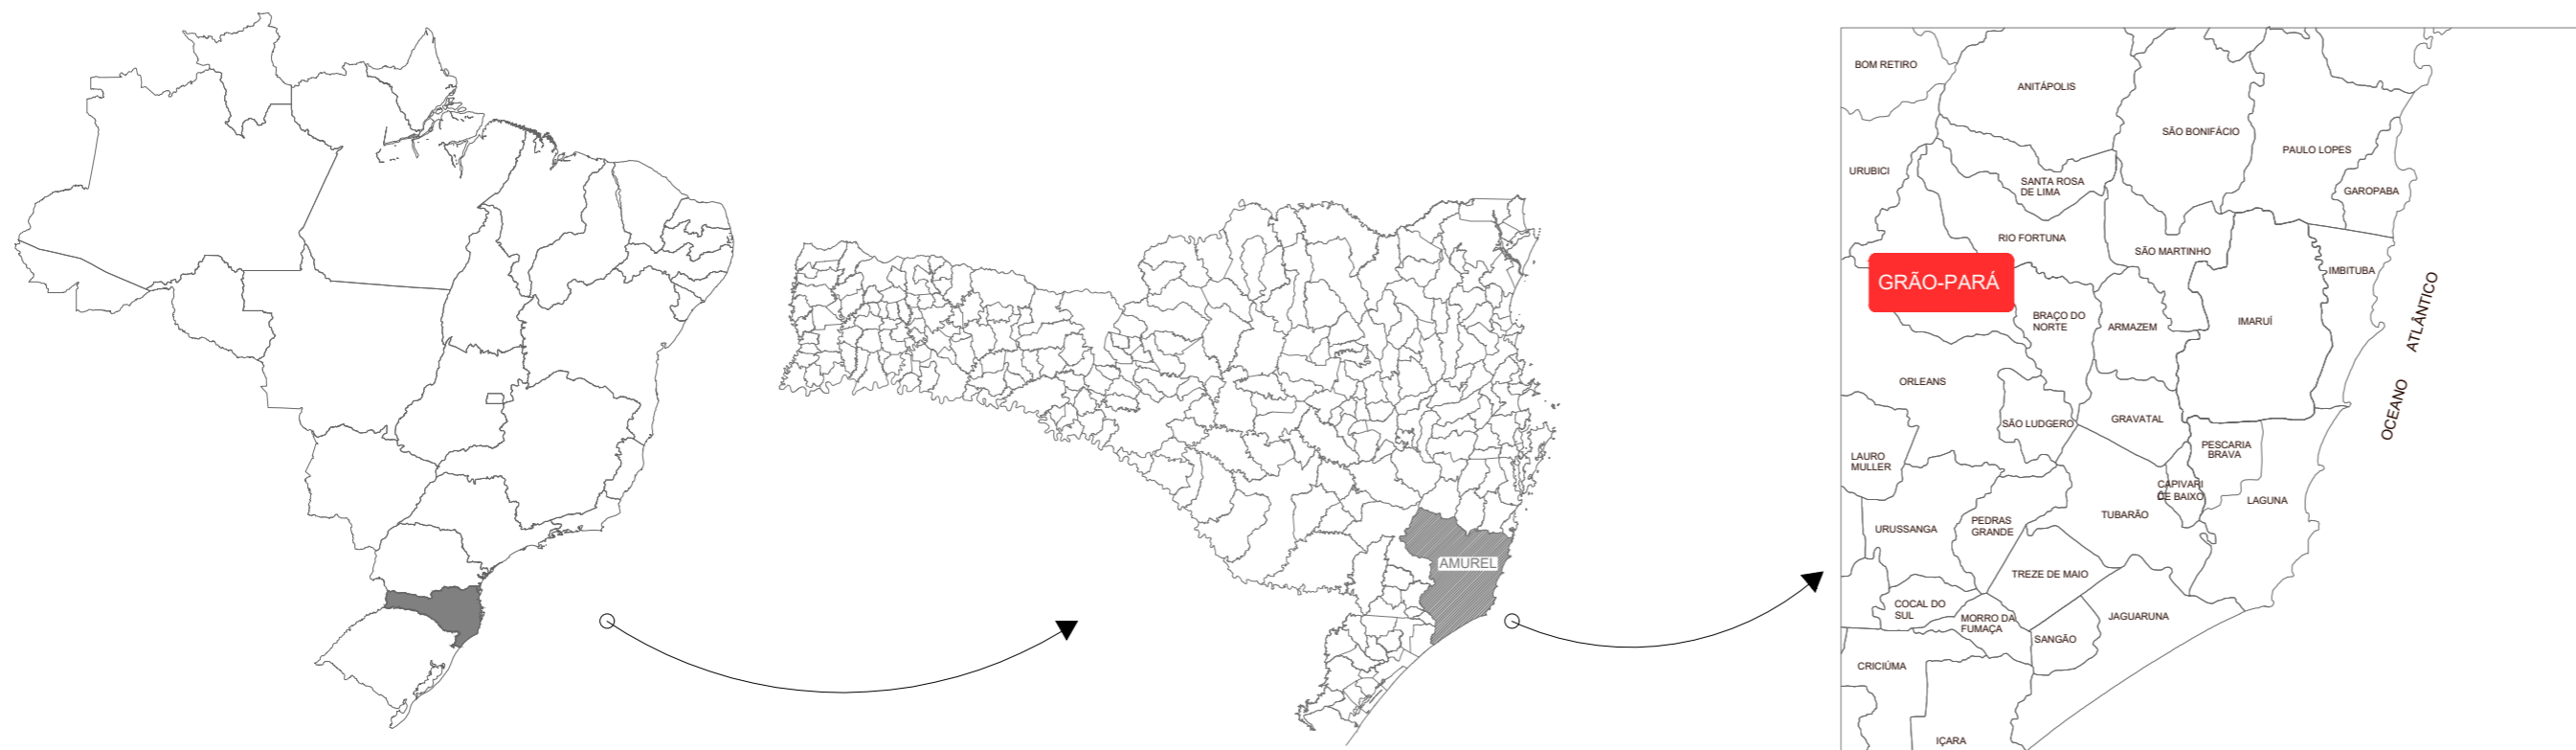 AMUREL
BOM RETIRO
ANITÁPOLIS
SÃO BONIFÁCIO
PAULO LOPES
URUBICI
SANTA ROSA
DE LIMA
GAROPABA
RIO FORTUNA
SÃO MARTINHO
IMBITUBA
GRÃO-PARÁ
BRAÇO DO
NORTE
ARMAZEM
IMARUÍ
OCEANO ATLÂNTICO
ORLEANS
SÃO LUDGERO
GRAVATAL
PESCARIA
BRAVA
LAURO
MULLER
CAPIVARI
DE BAIXO
LAGUNA
URUSSANGA
PEDRAS
GRANDE
TUBARÃO
TREZE DE MAIO
COCAL DO
SUL
MORRO DA
FUMAÇA
JAGUARUNA
SANGÃO
CRICIÚMA
IÇARA